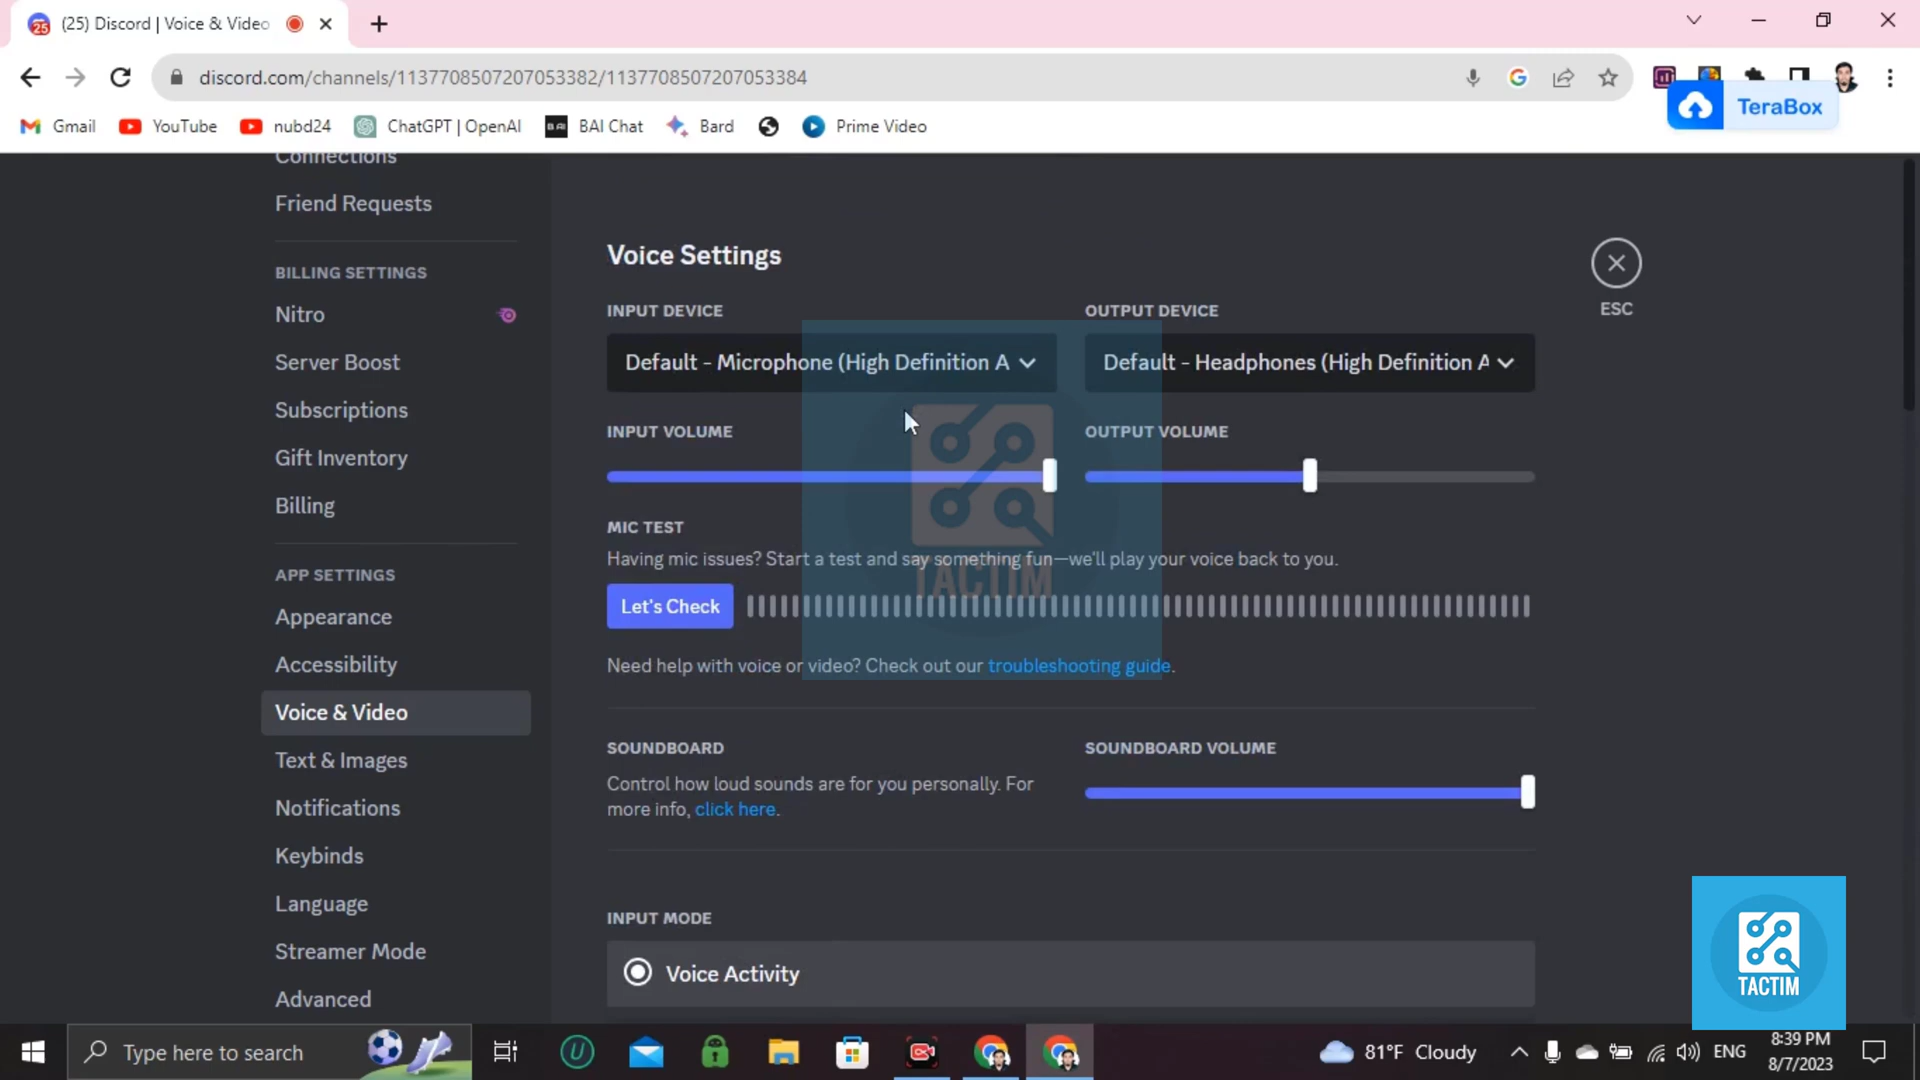 (25) Discord | Voice & Video
discord.com/channels/1137708507207053382/1137708507207053384
TeraBox
Gmail
YouTube
nubd24
ChatGPT | OpenAI
BAI Chat
Bard
Prime Video
Connections
Friend Requests
BILLING SETTINGS
Nitro
Server Boost
Subscriptions
Gift Inventory
Billing
APP SETTINGS
Appearance
Accessibility
Voice & Video
Text & Images
Notifications
Keybinds
Language
Streamer Mode
Advanced
Voice Settings
ESC
INPUT DEVICE
OUTPUT DEVICE
Default - Microphone (High Definition A
Default - Headphones (High Definition A
INPUT VOLUME
OUTPUT VOLUME
MIC TEST
Having mic issues? Start a test and say something fun—we'll play your voice back to you.
TACTIM
Let's Check
Need help with voice or video? Check out our troubleshooting guide.
SOUNDBOARD
SOUNDBOARD VOLUME
Control how loud sounds are for you personally. For
more info, click here.
INPUT MODE
Voice Activity
TACTIM
Type here to search
81°F Cloudy
ENG
8:39 PM
8/7/2023